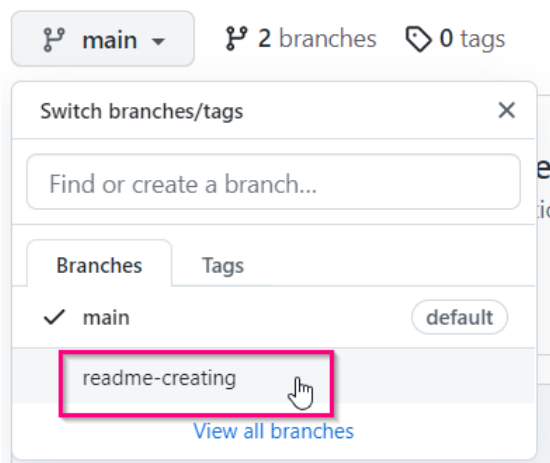 main 2 branches 0 tags
Switch branches/tags
Find or create a branch...
Branches Tags
main default
readme-creating
View all branches